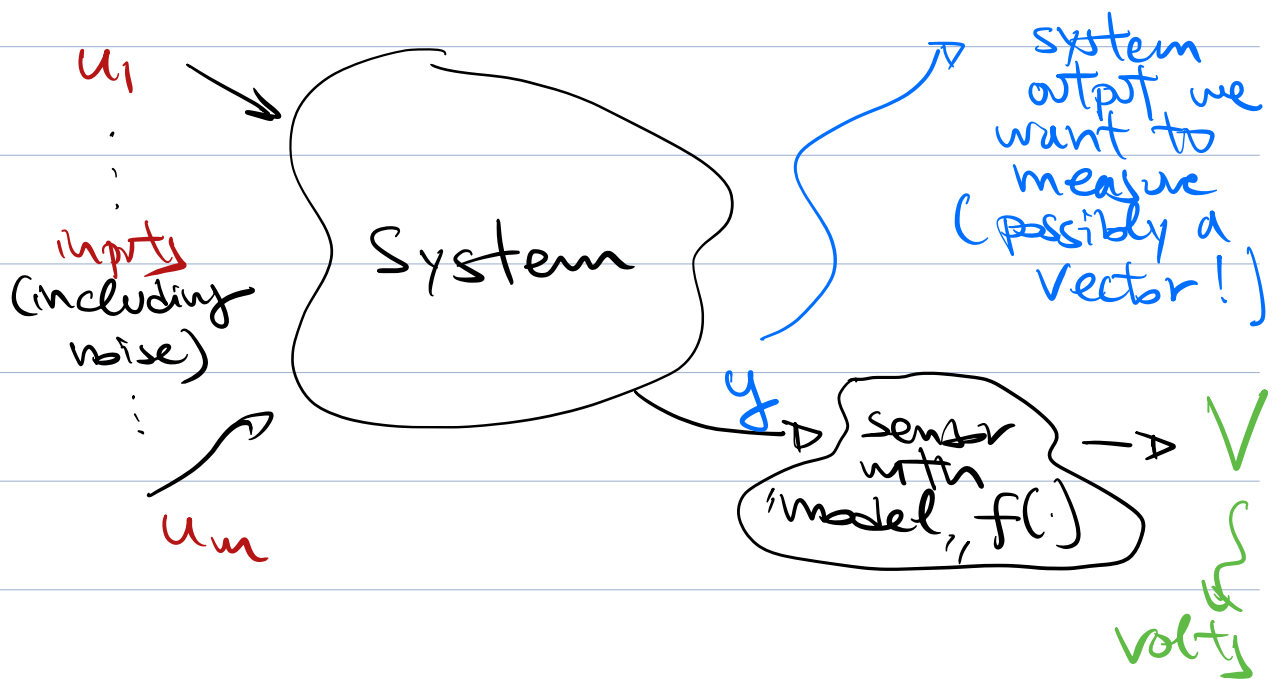 u1
inputs
(including
noise)
um
System
system
output we
want to
measure
(possibly a
vector!)
y
sensor
with
"model" f(·)
V
volts